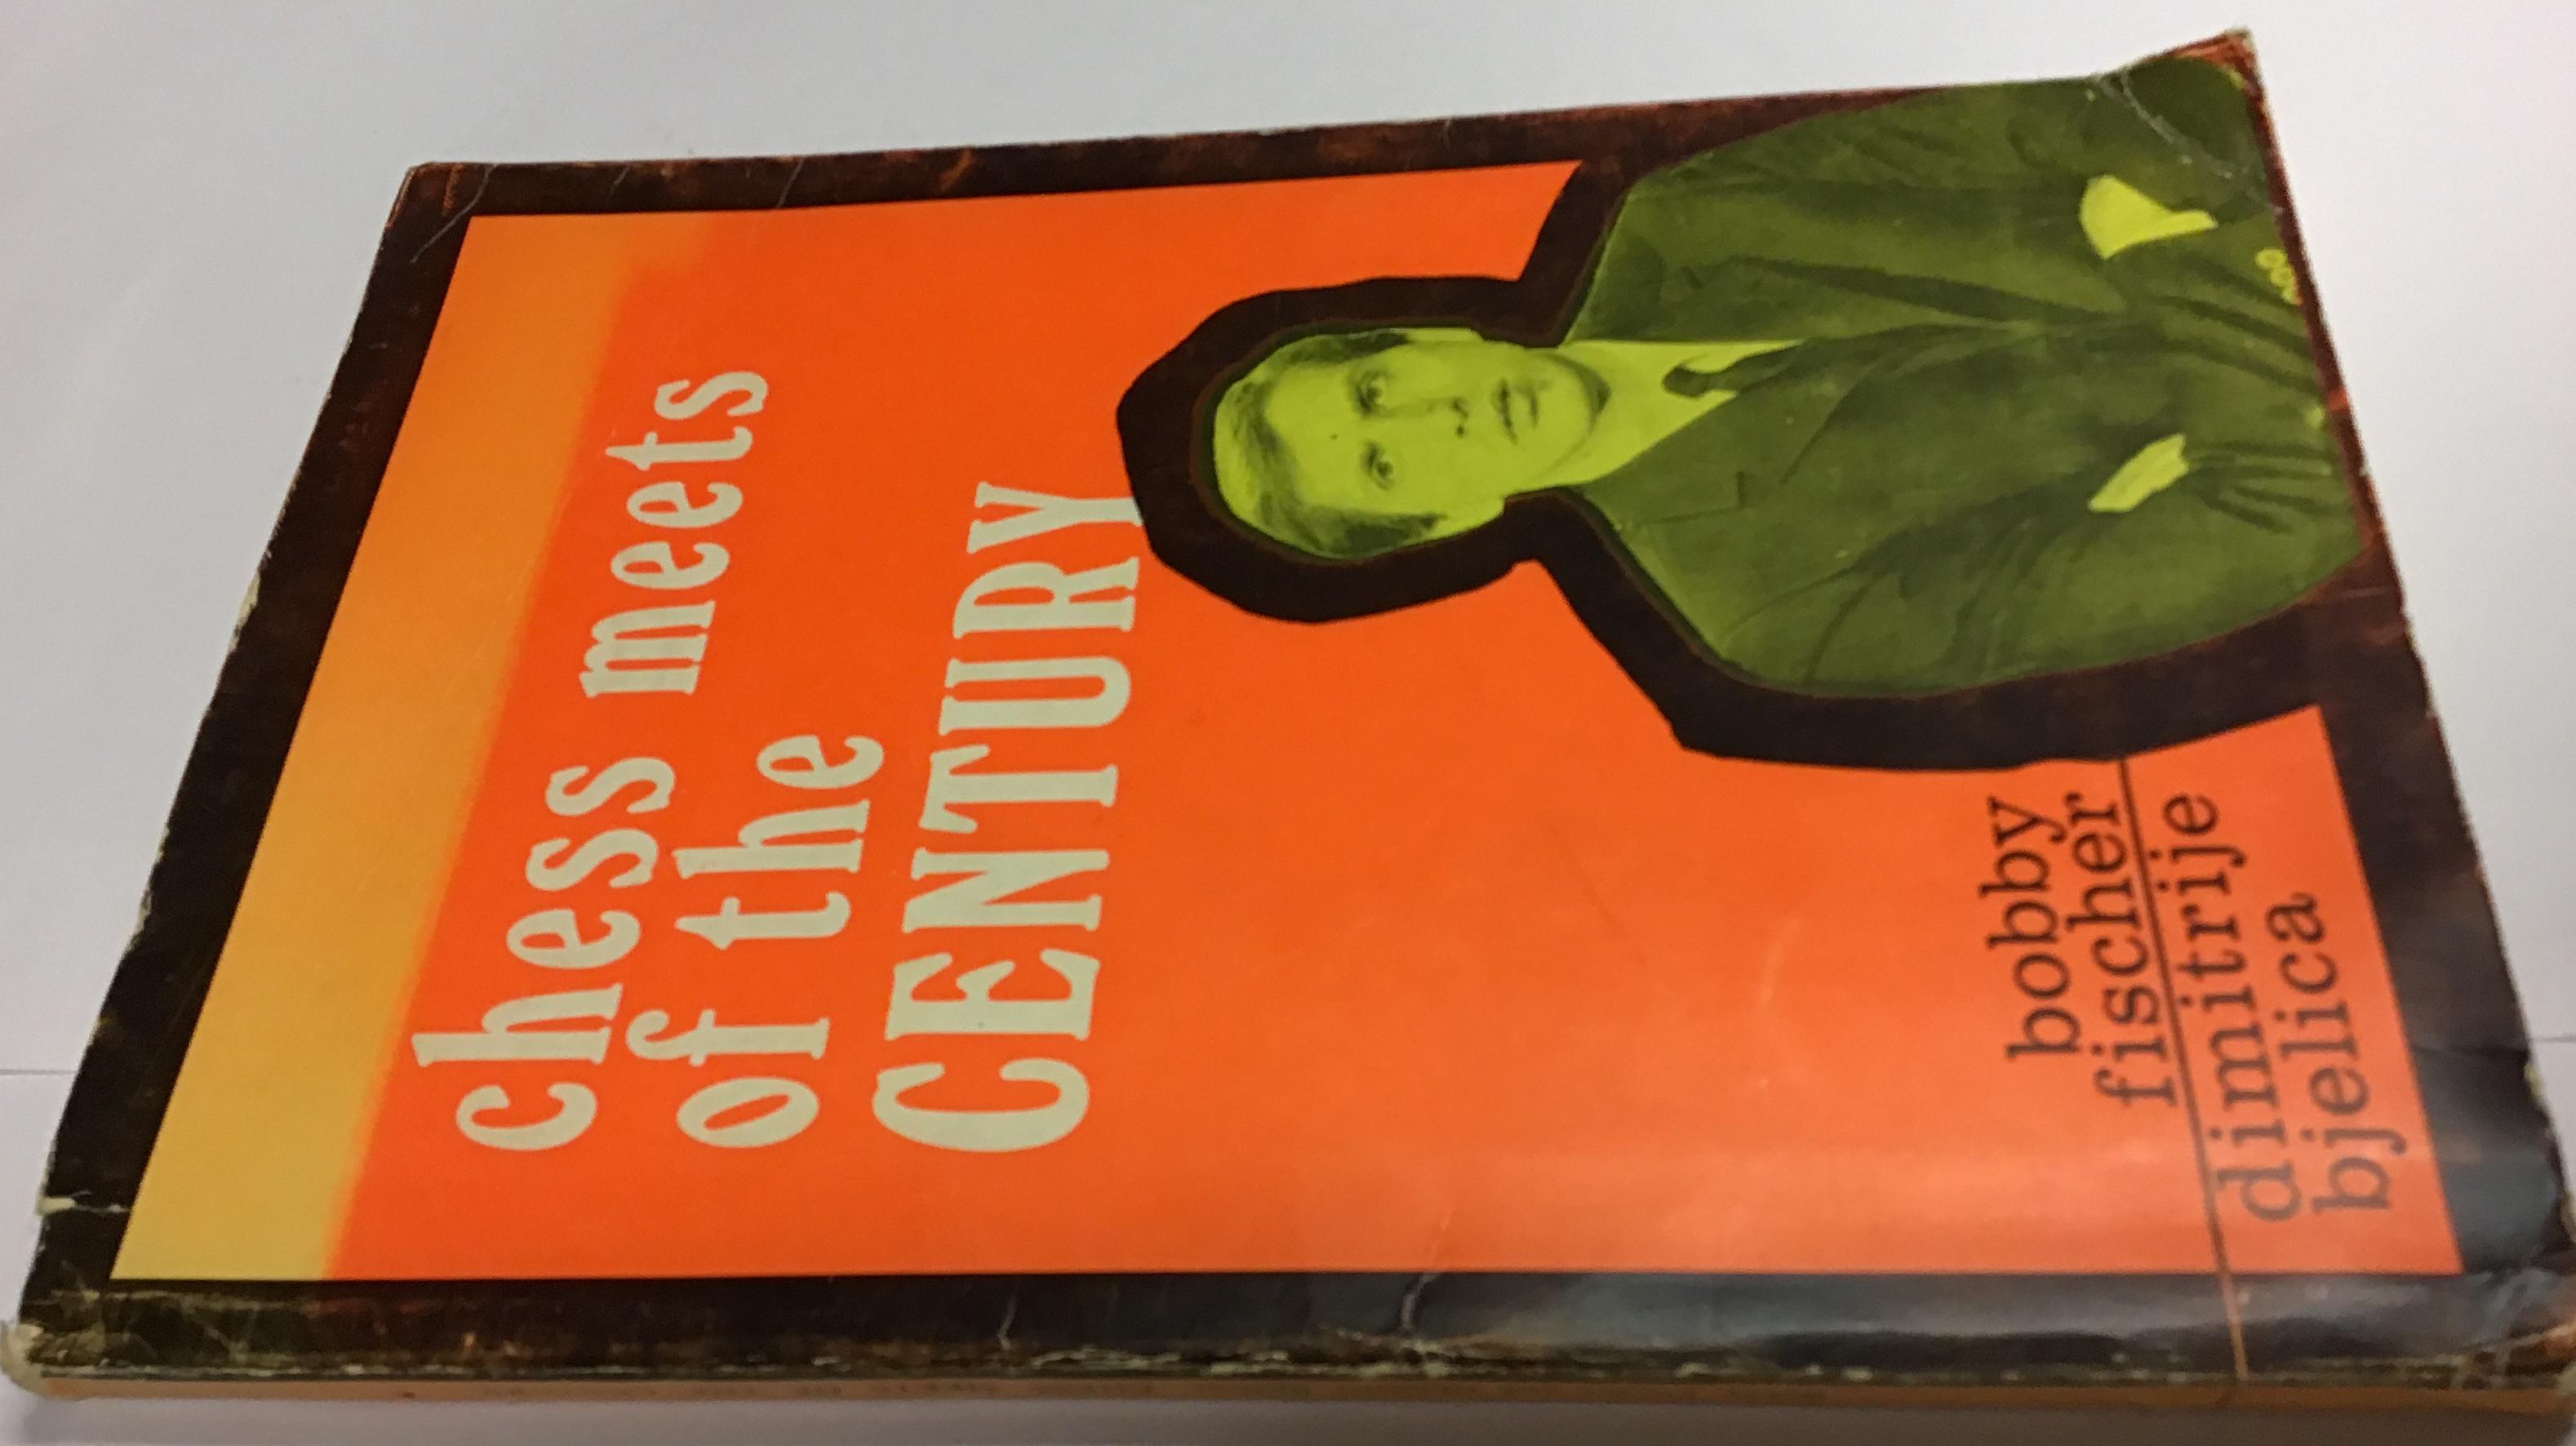 chess meets
of the
CENTURY
bobby
fischer
dimitrije
bjelica